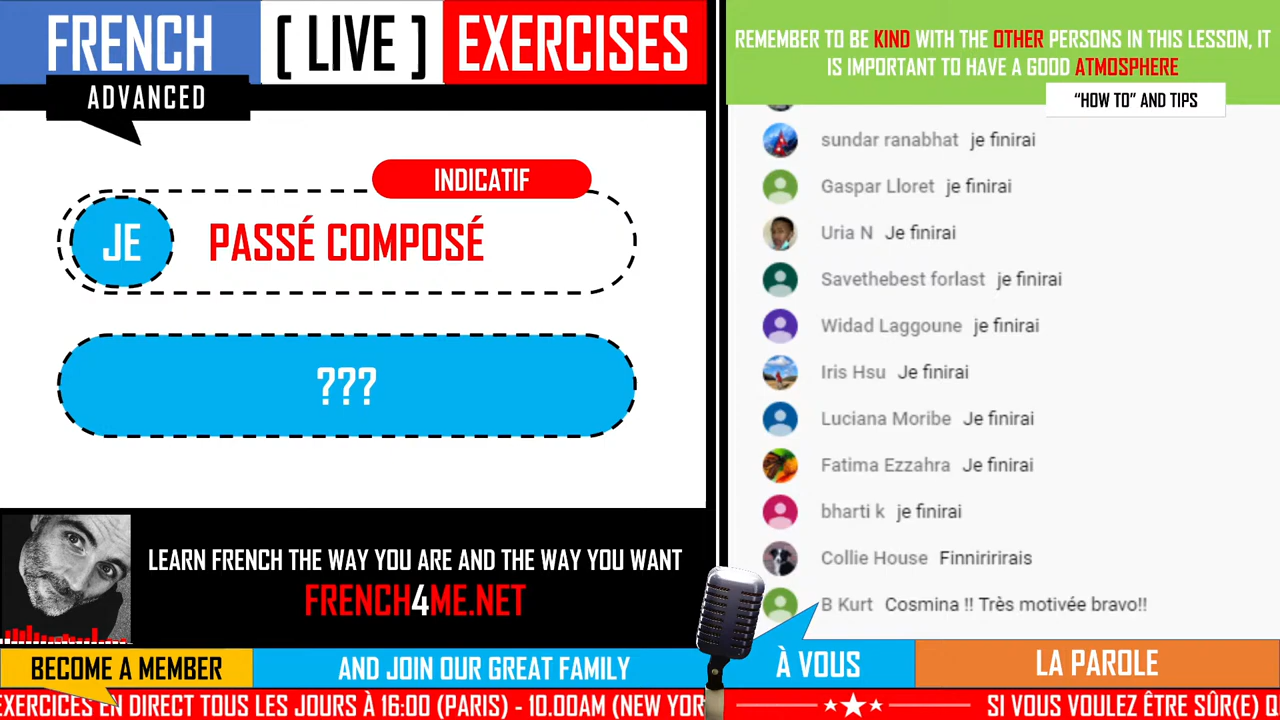 FRENCH
[ LIVE ]
EXERCISES
ADVANCED
INDICATIF
JE
PASSÉ COMPOSÉ
???
LEARN FRENCH THE WAY YOU ARE AND THE WAY YOU WANT
FRENCH4ME.NET
BECOME A MEMBER
AND JOIN OUR GREAT FAMILY
REMEMBER TO BE KIND WITH THE OTHER PERSONS IN THIS LESSON, IT
IS IMPORTANT TO HAVE A GOOD ATMOSPHERE
“HOW TO” AND TIPS
sundar ranabhat je finirai
Gaspar Lloret je finirai
Uria N Je finirai
Savethebest forlast je finirai
Widad Laggoune je finirai
Iris Hsu Je finirai
Luciana Moribe Je finirai
Fatima Ezzahra Je finirai
bharti k je finirai
Collie House Finniririrais
B Kurt Cosmina !! Très motivée bravo!!
À VOUS
LA PAROLE
EXERCICES EN DIRECT TOUS LES JOURS À 16:00 (PARIS) - 10.00AM (NEW YOR
SI VOUS VOULEZ ÊTRE SÛR(E) Q